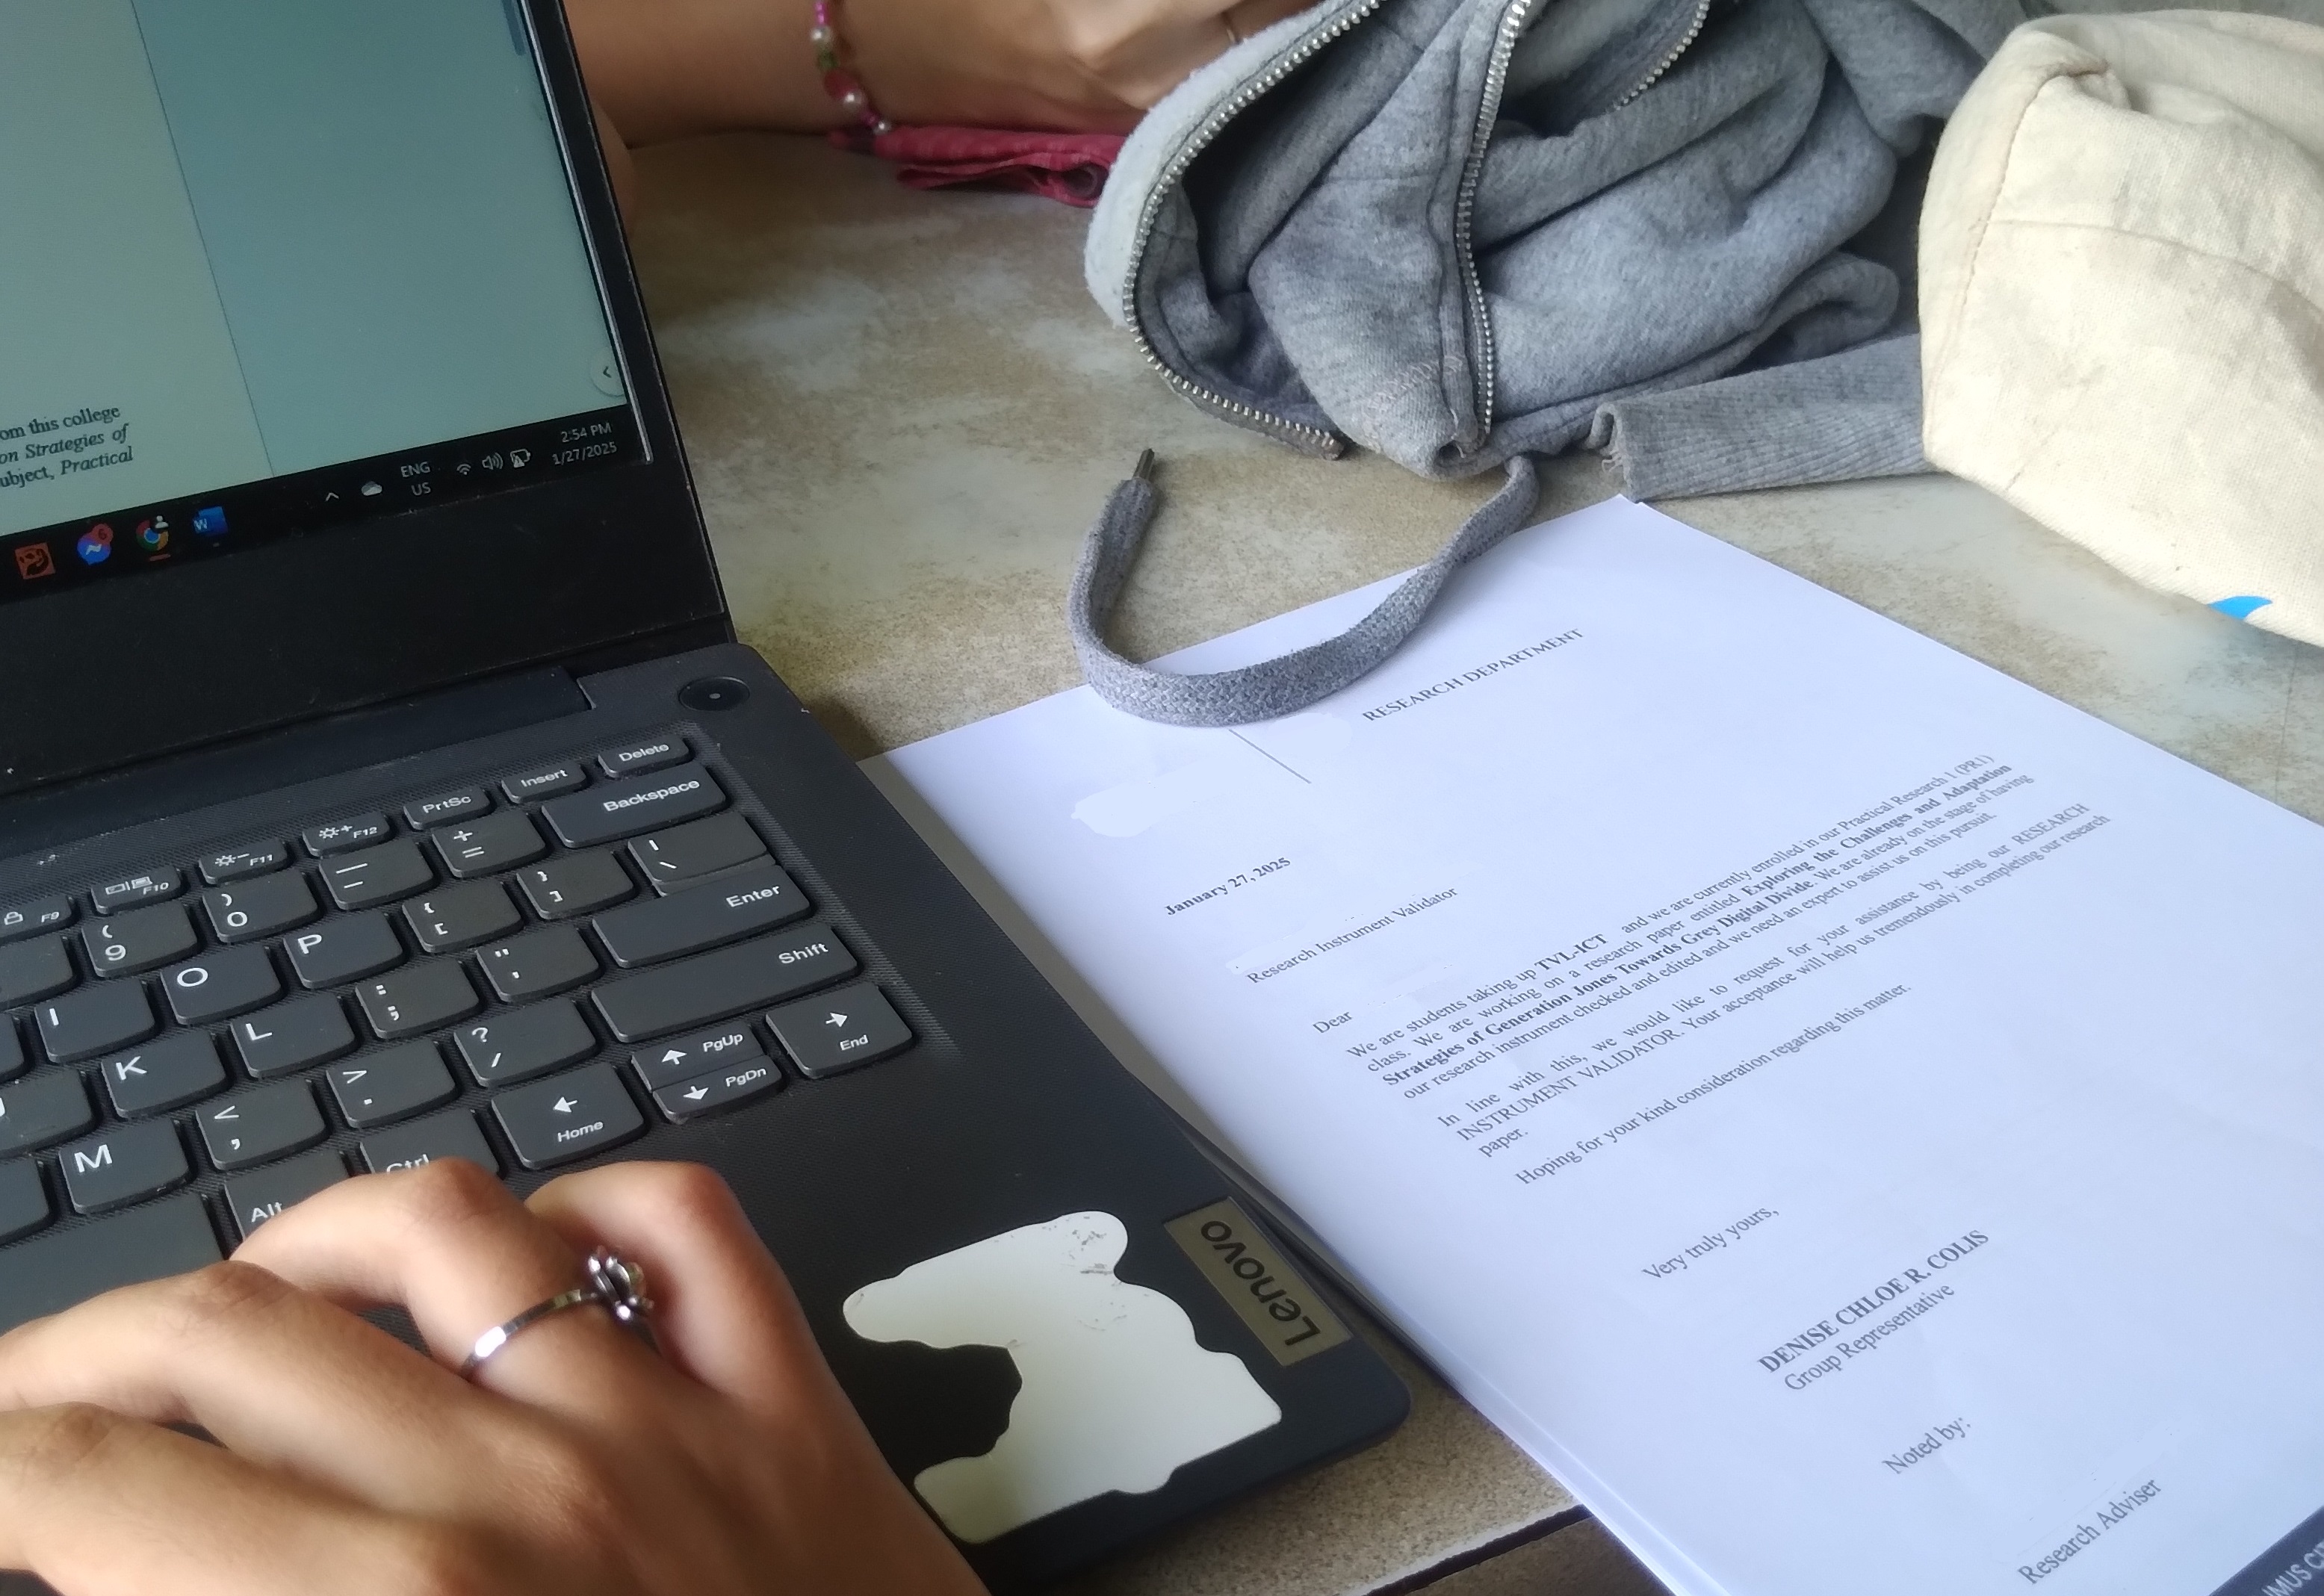 om this college
on Strategies of
ubject, Practical
ENG
US
2:54 PM
1/27/2025
6
W
Delete
Insert
PrtSc
F12
F11
F10
F9
Backspace
+
=
_
-
)
0
(
9
|
\
}
]
{
[
P
O
I
Enter
"
'
:
;
L
K
J
Shift
?
/
>
.
<
,
M
PgUp
PgDn
End
Home
Ctrl
Alt
Lenovo
RESEARCH DEPARTMENT
January 27, 2025
Research Instrument Validator
Dear
We are students taking up TVL-ICT and we are currently enrolled in our Practical Research 1 (PR1)
class. We are working on a research paper entitled Exploring the Challenges and Adaptation
Strategies of Generation Jones Towards Grey Digital Divide. We are already on the stage of having
our research instrument checked and edited and we need an expert to assist us on this pursuit.
In line with this, we would like to request for your assistance by being our RESEARCH
INSTRUMENT VALIDATOR. Your acceptance will help us tremendously in completing our research
paper.
Hoping for your kind consideration regarding this matter.
Very truly yours,
DENISE CHLOE R. COLIS
Group Representative
Noted by:
Research Adviser